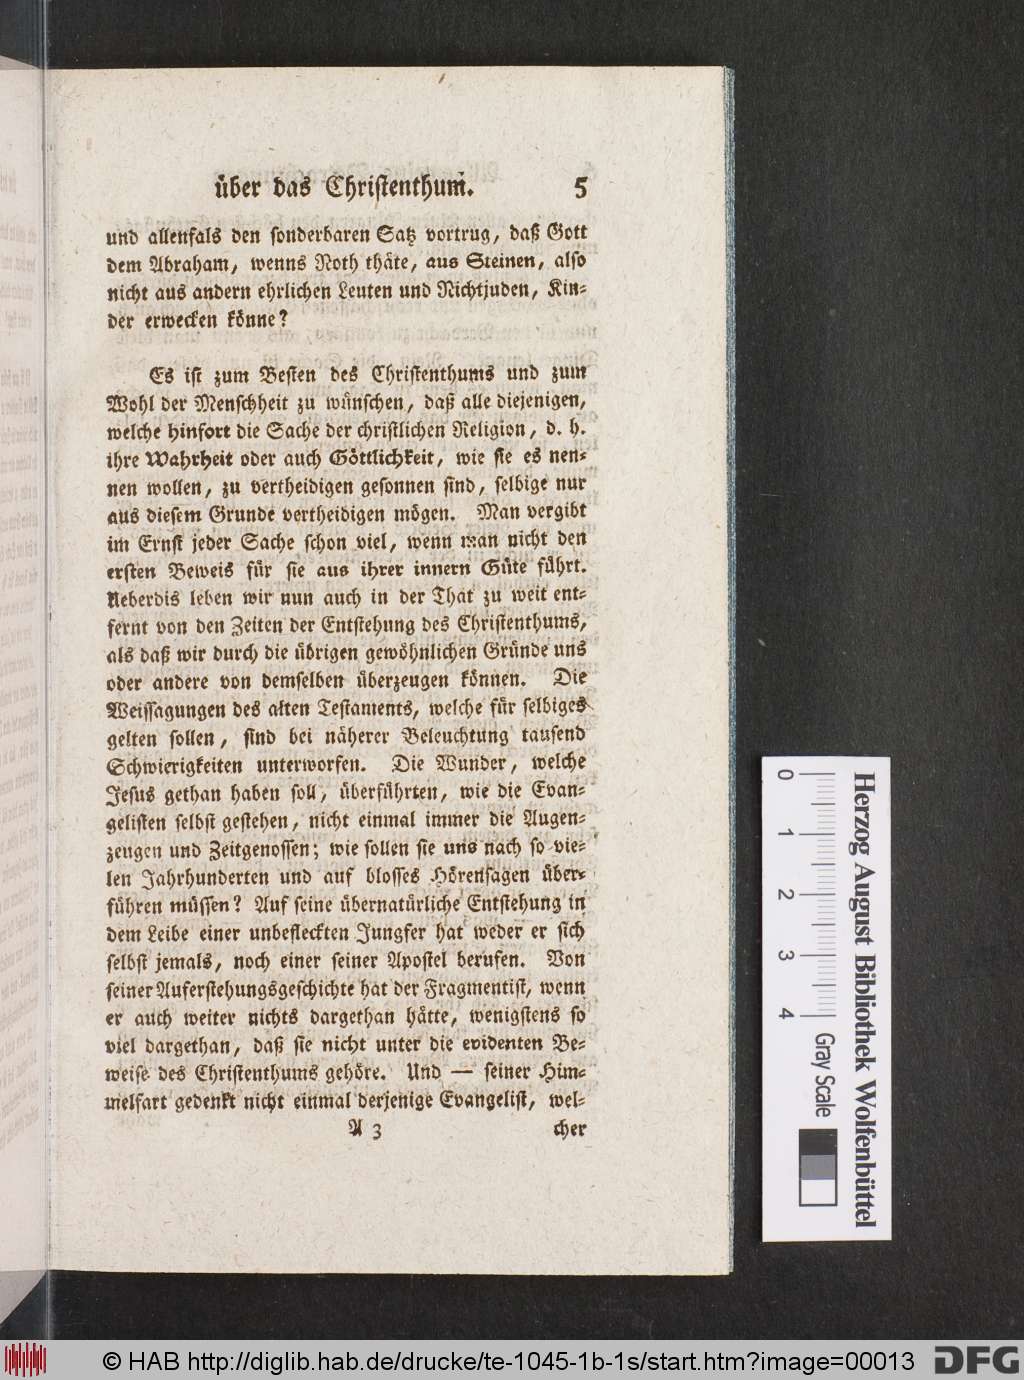 über das Christenthum. 5
und allenfals den sonderbaren Satz vortrug, daß Gott
dem Abraham, wenns Noth thäte, aus Steinen, also
nicht aus andern ehrlichen Leuten und Nichtjuden, Kin-
der erwecken könne?
Es ist zum Besten des Christenthums und zum
Wohl der Menschheit zu wünschen, daß alle diejenigen,
welche hinfort die Sache der christlichen Religion, d. h.
ihre Wahrheit oder auch Göttlichkeit, wie sie es nen-
nen wollen, zu vertheidigen gesonnen sind, selbige nur
aus diesem Grunde vertheidigen mögen. Man vergibt
im Ernst jeder Sache schon viel, wenn man nicht den
ersten Beweis für sie aus ihrer innern Güte führt.
Ueberdis leben wir nun auch in der That zu weit ent-
fernt von den Zeiten der Entstehung des Christenthums,
als daß wir durch die übrigen gewöhnlichen Gründe uns
oder andere von demselben überzeugen können. Die
Weissagungen des alten Testaments, welche für selbiges
gelten sollen, sind bei näherer Beleuchtung tausend
Schwierigkeiten unterworfen. Die Wunder, welche
Jesus gethan haben soll, überführten, wie die Evan-
gelisten selbst gestehen, nicht einmal immer die Augen-
zeugen und Zeitgenossen; wie sollen sie uns nach so vie-
len Jahrhunderten und auf blosses Hörensagen über-
führen müssen? Auf seine übernatürliche Entstehung in
dem Leibe einer unbefleckten Jungfer hat weder er sich
selbst jemals, noch einer seiner Apostel berufen. Von
seiner Auferstehungsgeschichte hat der Fragmentist, wenn
er auch weiter nichts dargethan hätte, wenigstens so
viel dargethan, daß sie nicht unter die evidenten Be-
weise des Christenthums gehöre. Und — seiner Him-
melfart gedenkt nicht einmal derjenige Evangelist, wel-
A 3 cher
0 1 2 3 4 Gray Scale
Herzog August Bibliothek Wolfenbüttel
© HAB http://diglib.hab.de/drucke/te-1045-1b-1s/start.htm?image=00013 DFG